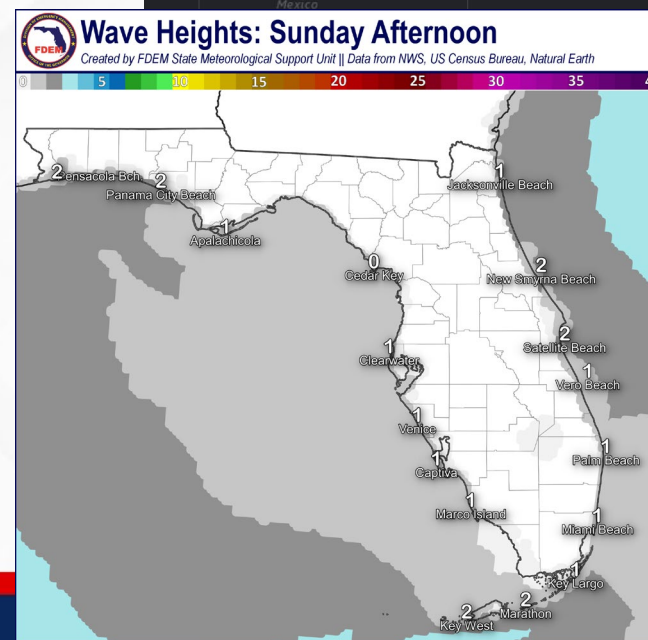 Mexico
FDEM
Wave Heights: Sunday Afternoon
Created by FDEM State Meteorological Support Unit || Data from NWS, US Census Bureau, Natural Earth
0 5 10 15 20 25 30 35 4
2
Pensacola Bch.
2
Panama City Beach
1
Apalachicola
1
Jacksonville Beach
0
Cedar Key
2
New Smyrna Beach
2
Satellite Beach
1
Clearwater
1
Vero Beach
1
Venice
1
Palm Beach
1
Captiva
1
Marco Island
1
Miami Beach
1
Key Largo
2
Marathon
2
Key West